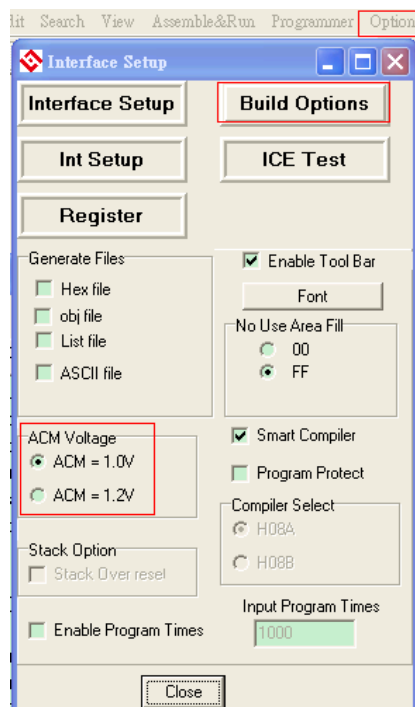 dit Search View Assemble&Run Programmer Option
Interface Setup
Interface Setup Build Options
Int Setup ICE Test
Register
Generate Files
Hex file
obj file
List file
ASCII file
Enable Tool Bar
Font
No Use Area Fill
00
FF
ACM Voltage
ACM = 1.0V
ACM = 1.2V
Smart Compiler
Program Protect
Compiler Select
H08A
H08B
Stack Option
Stack Over reset
Enable Program Times
Input Program Times
1000
Close